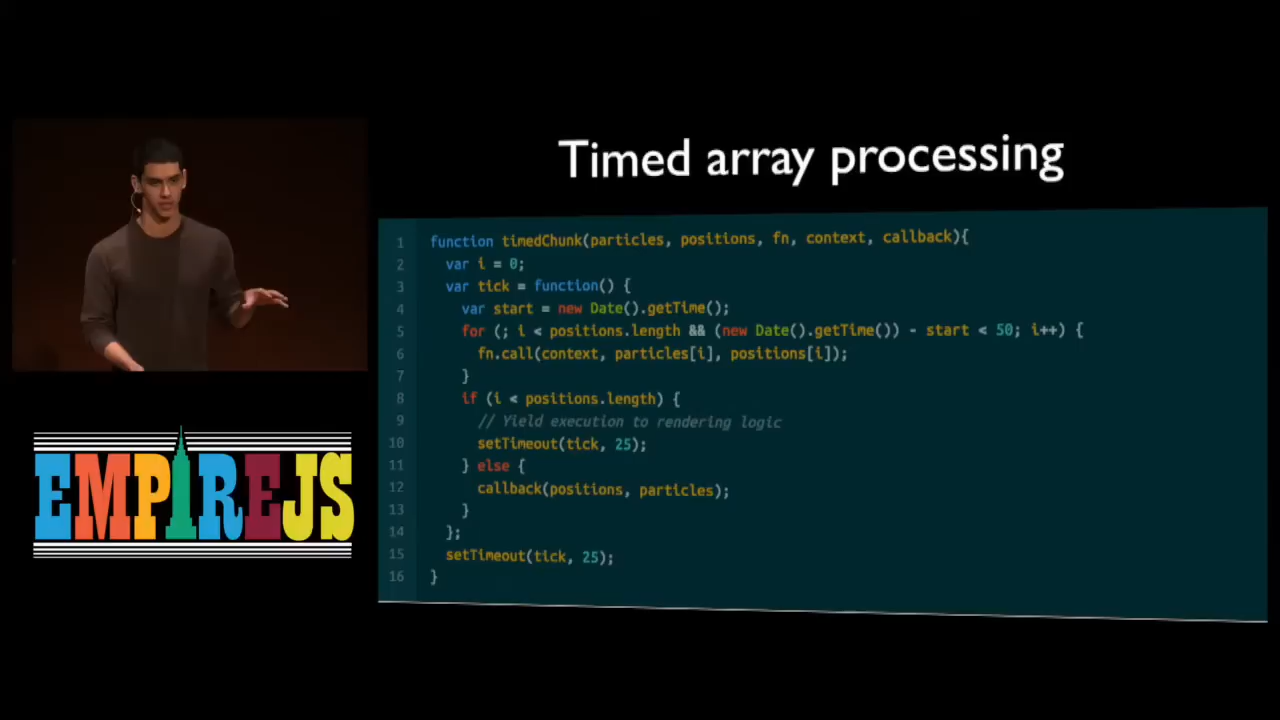 Timed array processing
1 function timedChunk(particles, positions, fn, context, callback){
2 var i = 0;
3 var tick = function() {
4 var start = new Date().getTime();
5 for (; i < positions.length && (new Date().getTime()) - start < 50; i++) {
6 fn.call(context, particles[i], positions[i]);
7 }
8 if (i < positions.length) {
9 // Yield execution to rendering logic
10 setTimeout(tick, 25);
11 } else {
12 callback(positions, particles);
13 }
14 };
15 setTimeout(tick, 25);
16 }
EMPIREJS